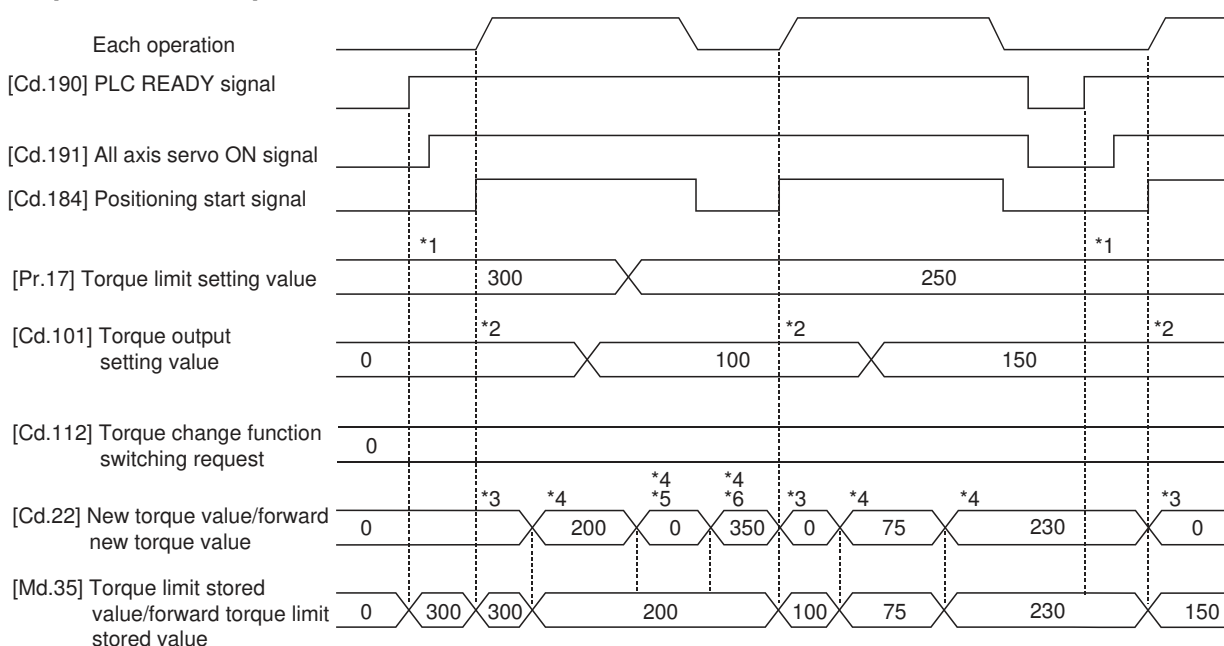 Each operation
[Cd.190] PLC READY signal
[Cd.191] All axis servo ON signal
[Cd.184] Positioning start signal
*1 *1
[Pr.17] Torque limit setting value 300 250
*2 *2 *2
[Cd.101] Torque output
setting value
0 100 150
[Cd.112] Torque change function
switching request
0
*4 *4
*3 *4 *5 *6 *3 *4 *4 *3
[Cd.22] New torque value/forward
new torque value
0 200 0 350 0 75 230 0
[Md.35] Torque limit stored
value/forward torque limit
stored value
0 300 300 200 100 75 230 150